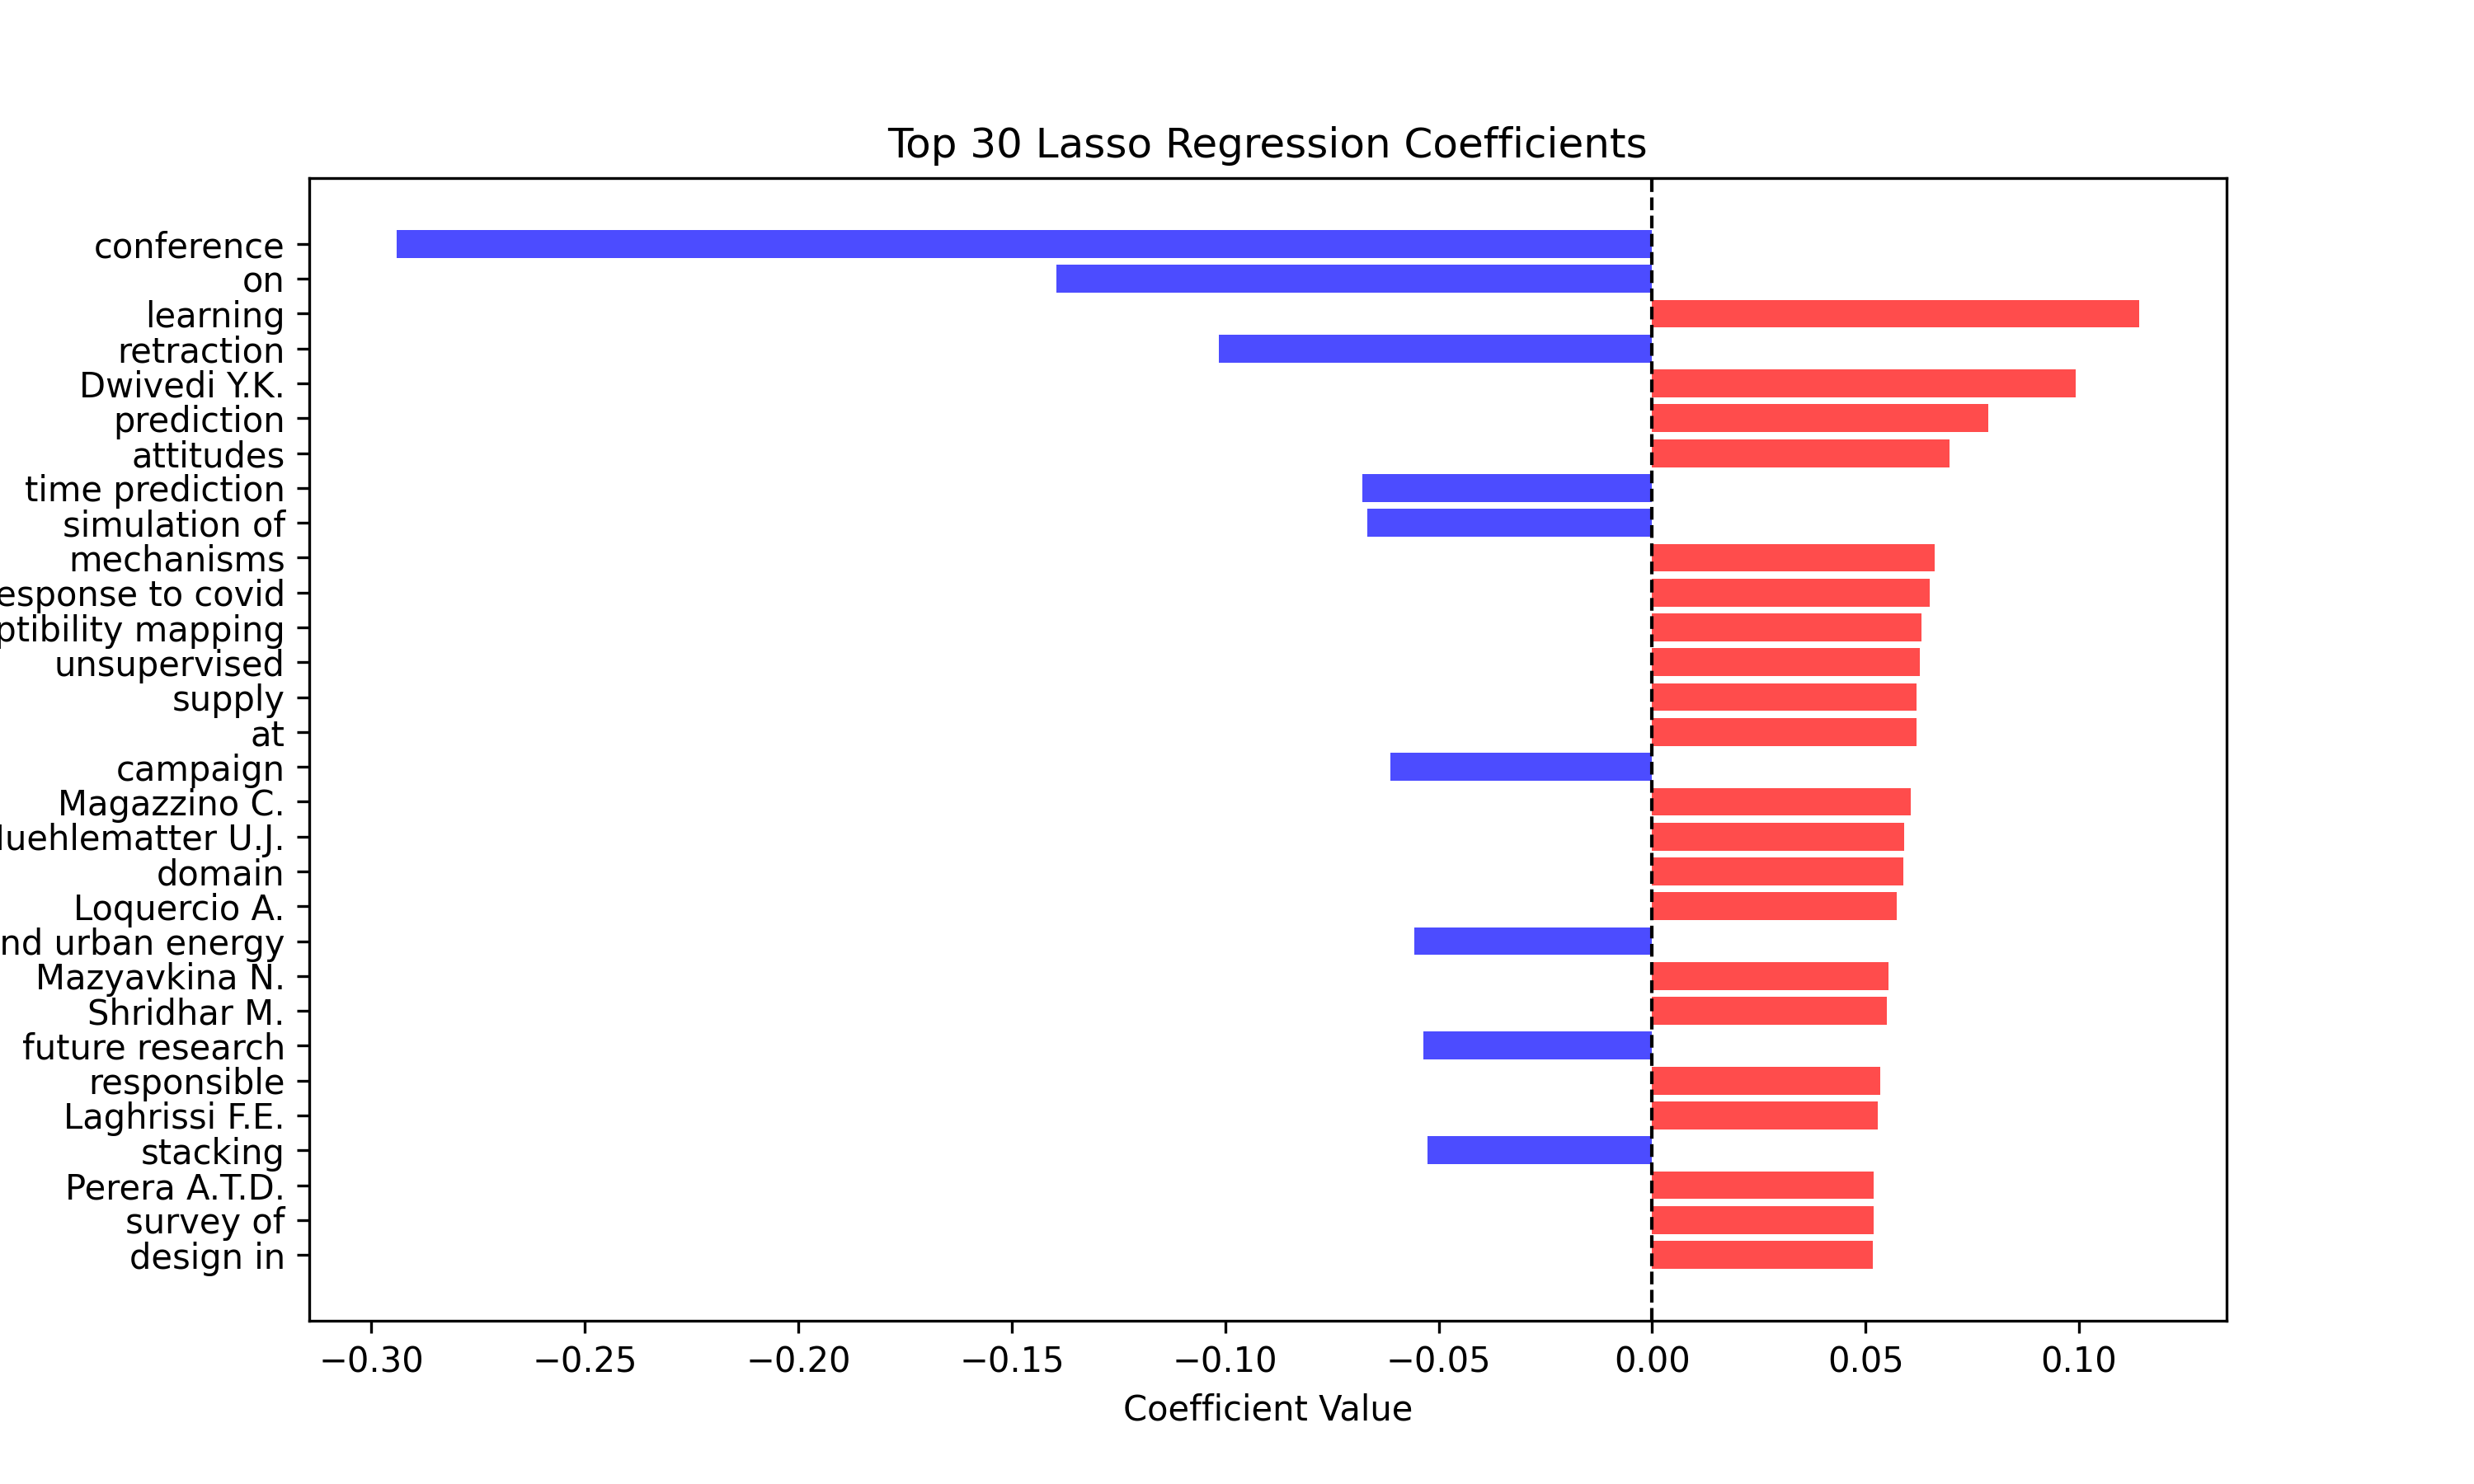 Top 30 Lasso Regression Coefficients
conference
on
learning
retraction
Dwivedi Y.K.
prediction
attitudes
time prediction
simulation of
mechanisms
esponse to covid
ptibility mapping
unsupervised
supply
at
campaign
Magazzino C.
uehlematter U.J.
domain
Loquercio A.
nd urban energy
Mazyavkina N.
Shridhar M.
future research
responsible
Laghrissi F.E.
stacking
Perera A.T.D.
survey of
design in
−0.30 −0.25 −0.20 −0.15 −0.10 −0.05 0.00 0.05 0.10
Coefficient Value